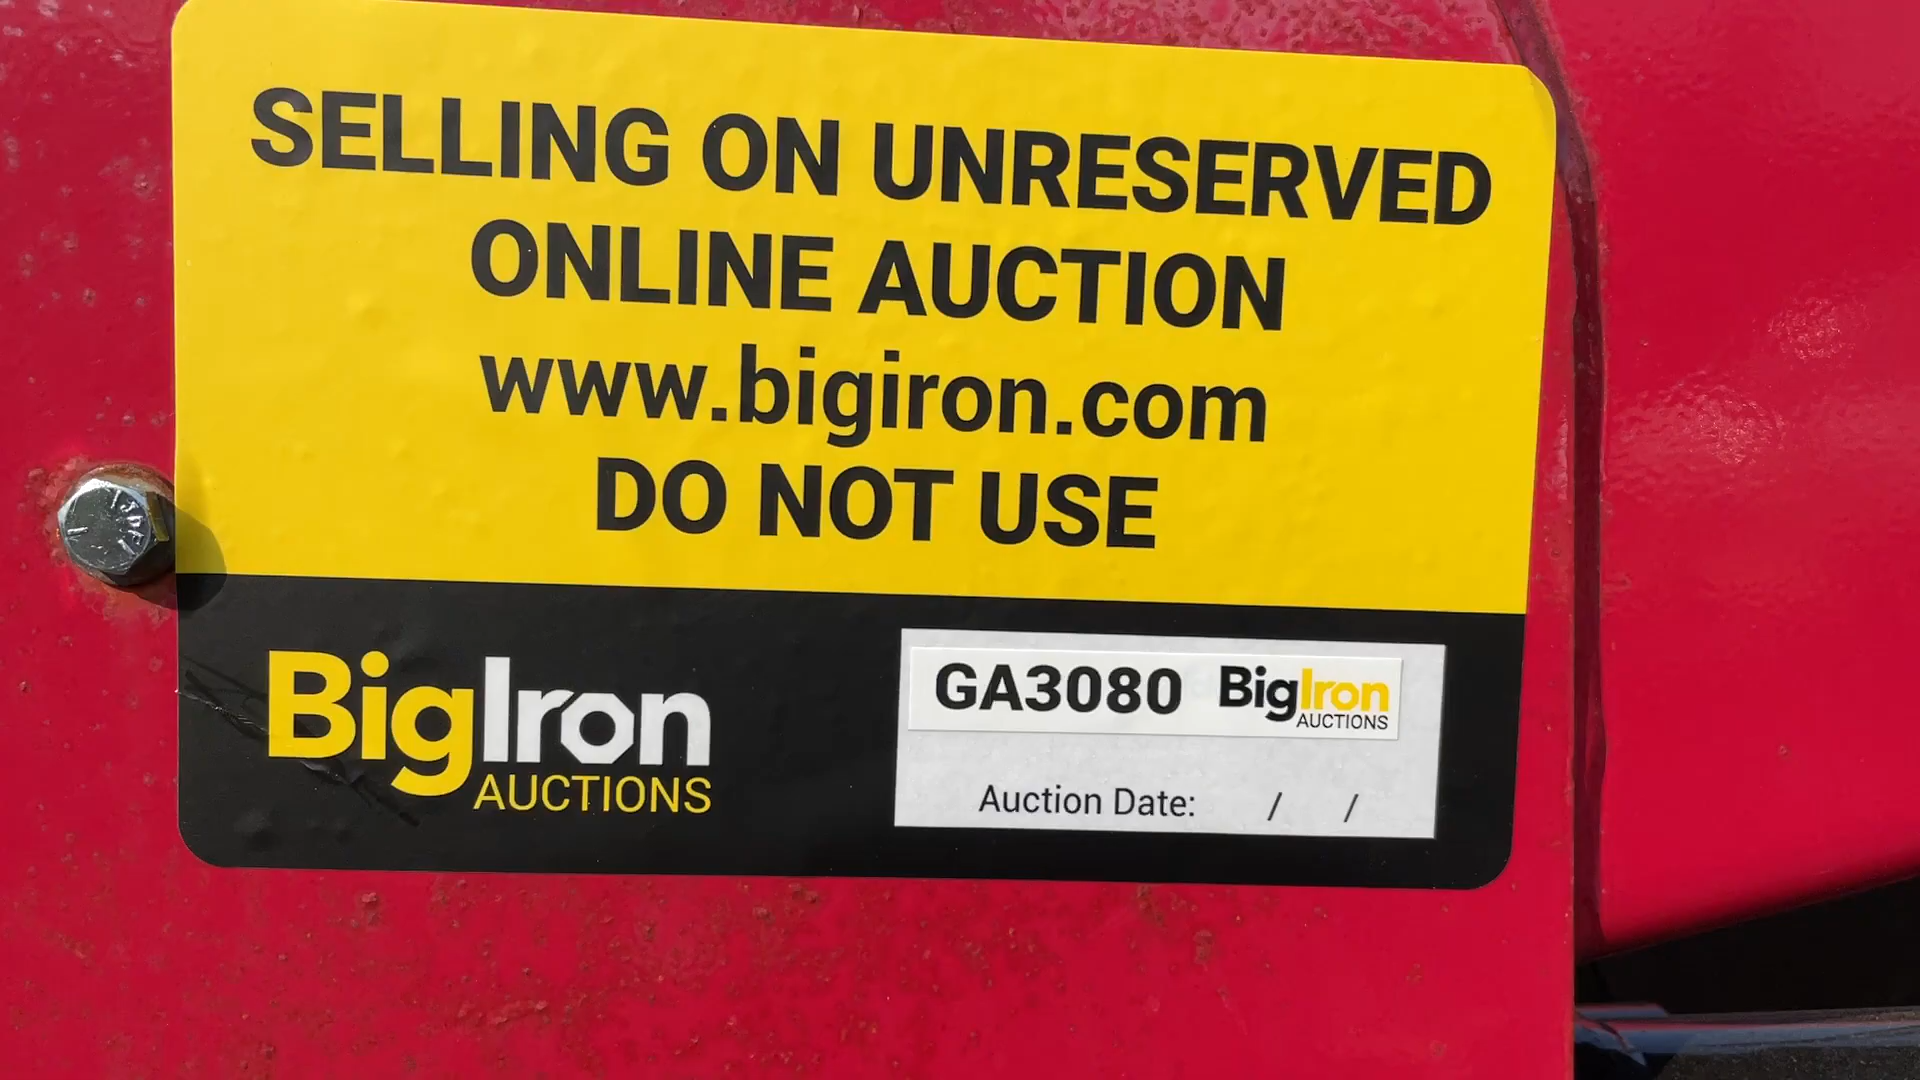 SELLING ON UNRESERVED
ONLINE AUCTION
www.bigiron.com
DO NOT USE
BigIron
AUCTIONS
GA3080 BigIron
AUCTIONS
Auction Date: / /